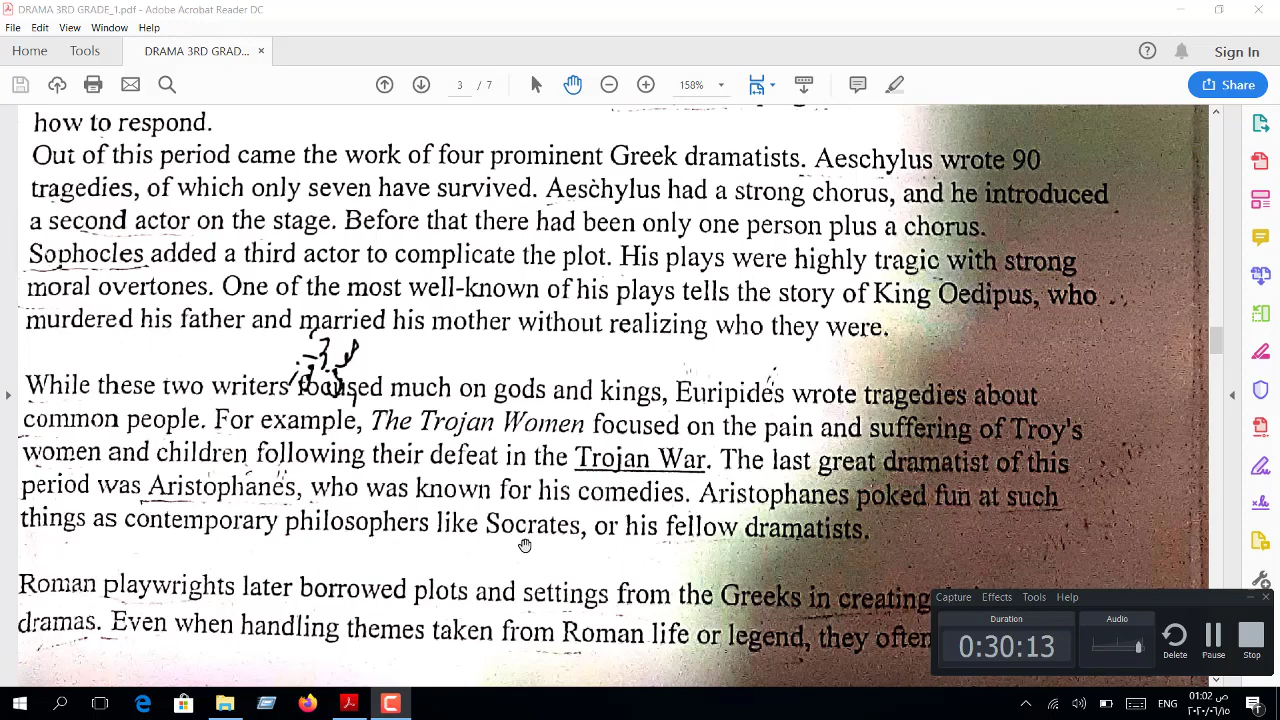 DRAMA 3RD GRADE_1.pdf - Adobe Acrobat Reader DC
File Edit View Window Help
Home Tools DRAMA 3RD GRAD... × Sign In
3 / 7 158% Share
how to respond.
Out of this period came the work of four prominent Greek dramatists. Aeschylus wrote 90
tragedies, of which only seven have survived. Aeschylus had a strong chorus, and he introduced
a second actor on the stage. Before that there had been only one person plus a chorus.
Sophocles added a third actor to complicate the plot. His plays were highly tragic with strong
moral overtones. One of the most well-known of his plays tells the story of King Oedipus, who
murdered his father and married his mother without realizing who they were.
While these two writers focused much on gods and kings, Euripides wrote tragedies about
common people. For example, The Trojan Women focused on the pain and suffering of Troy's
women and children following their defeat in the Trojan War. The last great dramatist of this
period was Aristophanes, who was known for his comedies. Aristophanes poked fun at such
things as contemporary philosophers like Socrates, or his fellow dramatists.
Roman playwrights later borrowed plots and settings from the Greeks in creating
dramas. Even when handling themes taken from Roman life or legend, they often
Capture Effects Tools Help
Duration Audio
0:30:13 Delete Pause Stop
01:02 ص
٢٠٢٠/٠٦/١٥